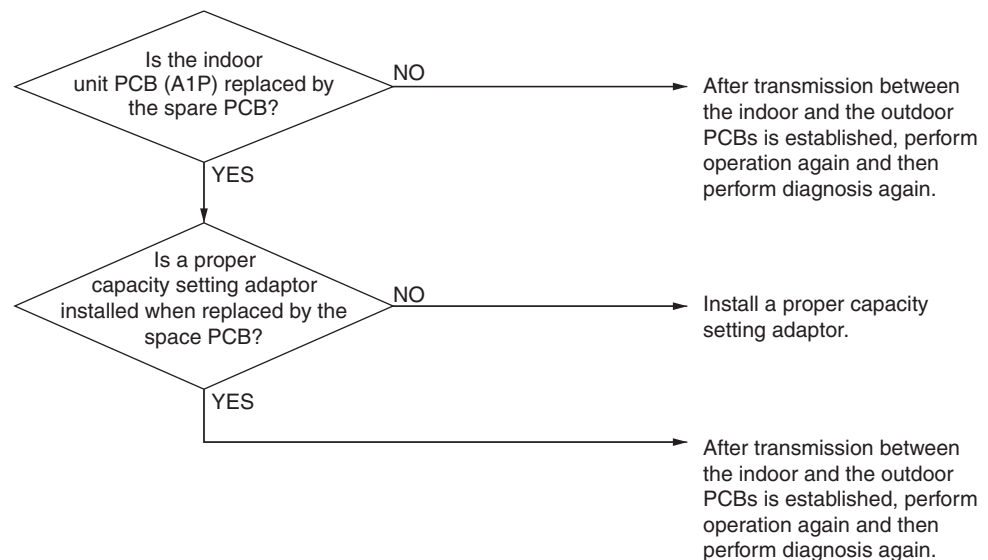 Is the indoor
unit PCB (A1P) replaced by
the spare PCB?
NO
After transmission between
the indoor and the outdoor
PCBs is established, perform
operation again and then
perform diagnosis again.
YES
Is a proper
capacity setting adaptor
installed when replaced by the
space PCB?
NO
Install a proper capacity
setting adaptor.
YES
After transmission between
the indoor and the outdoor
PCBs is established, perform
operation again and then
perform diagnosis again.